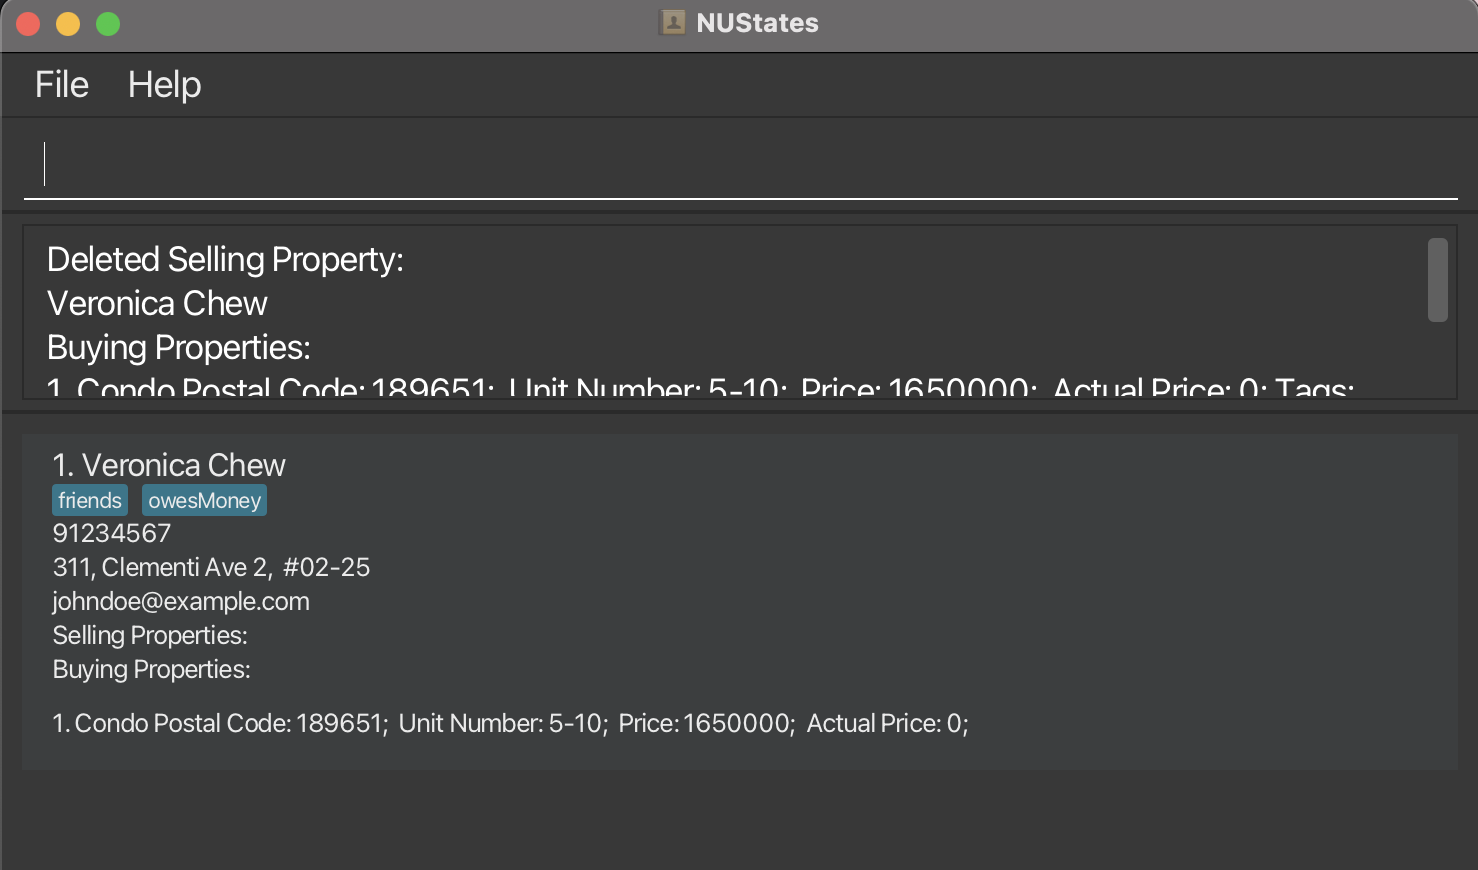 NUStates
File Help
Deleted Selling Property:
Veronica Chew
Buying Properties:
1. Condo Postal Code: 189651; Unit Number: 5-10; Price: 1650000; Actual Price: 0; Tags:
1. Veronica Chew
friends owesMoney
91234567
311, Clementi Ave 2, #02-25
johndoe@example.com
Selling Properties:
Buying Properties:
1. Condo Postal Code: 189651; Unit Number: 5-10; Price: 1650000; Actual Price: 0;